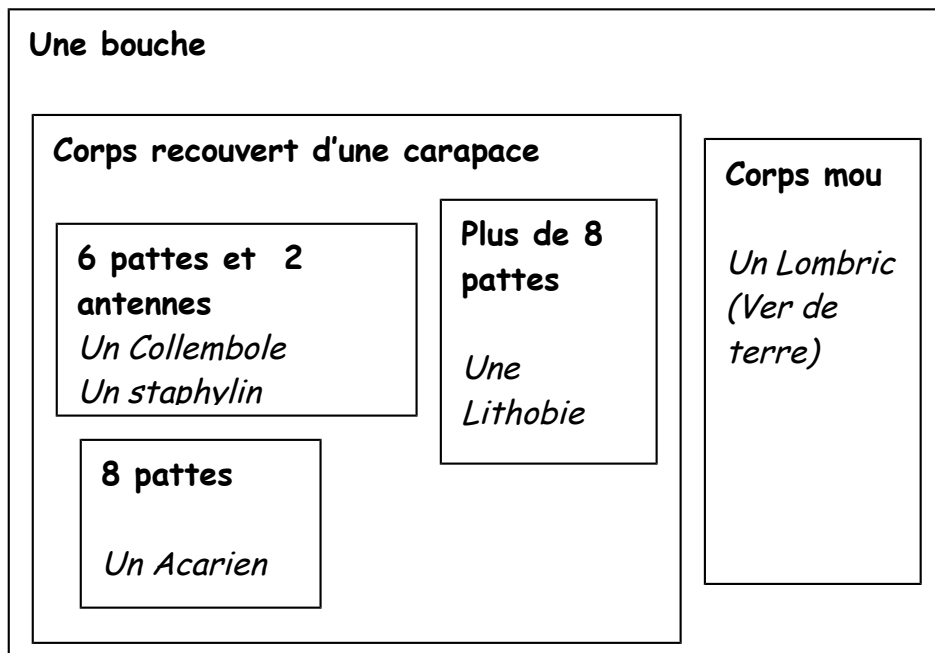 Une bouche
Corps recouvert d'une carapace
6 pattes et 2
antennes
Un Collembole
Un staphylin
8 pattes
Un Acarien
Plus de 8
pattes
Une
Lithobie
Corps mou
Un Lombric
(Ver de
terre)